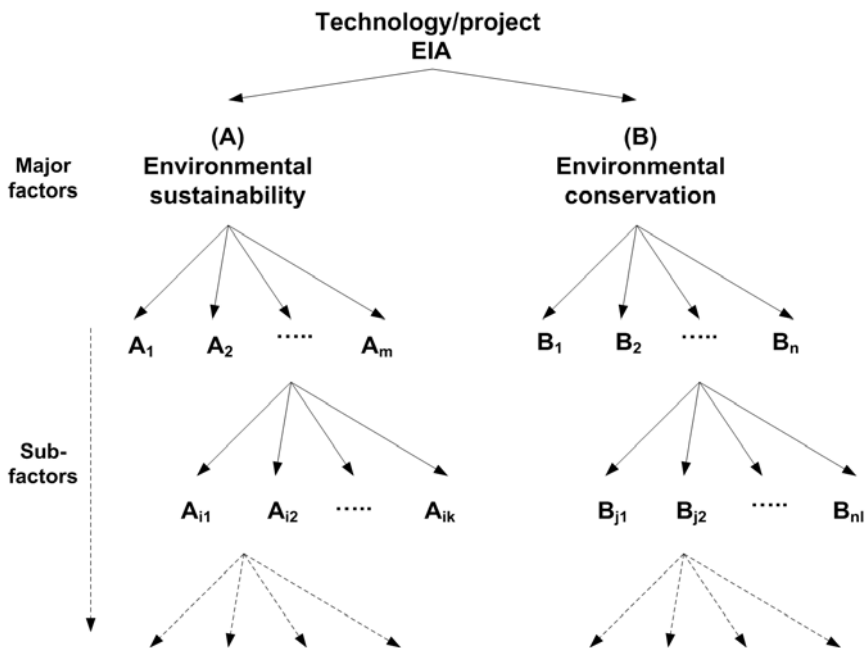 Technology/project
EIA
(A)
Environmental
sustainability
(B)
Environmental
conservation
Major
factors
A₁ A₂ ..... Aₘ
B₁ B₂ ..... Bₙ
Sub-
factors
Aᵢ₁ Aᵢ₂ ..... Aᵢₖ
Bⱼ₁ Bⱼ₂ ..... Bₙₗ